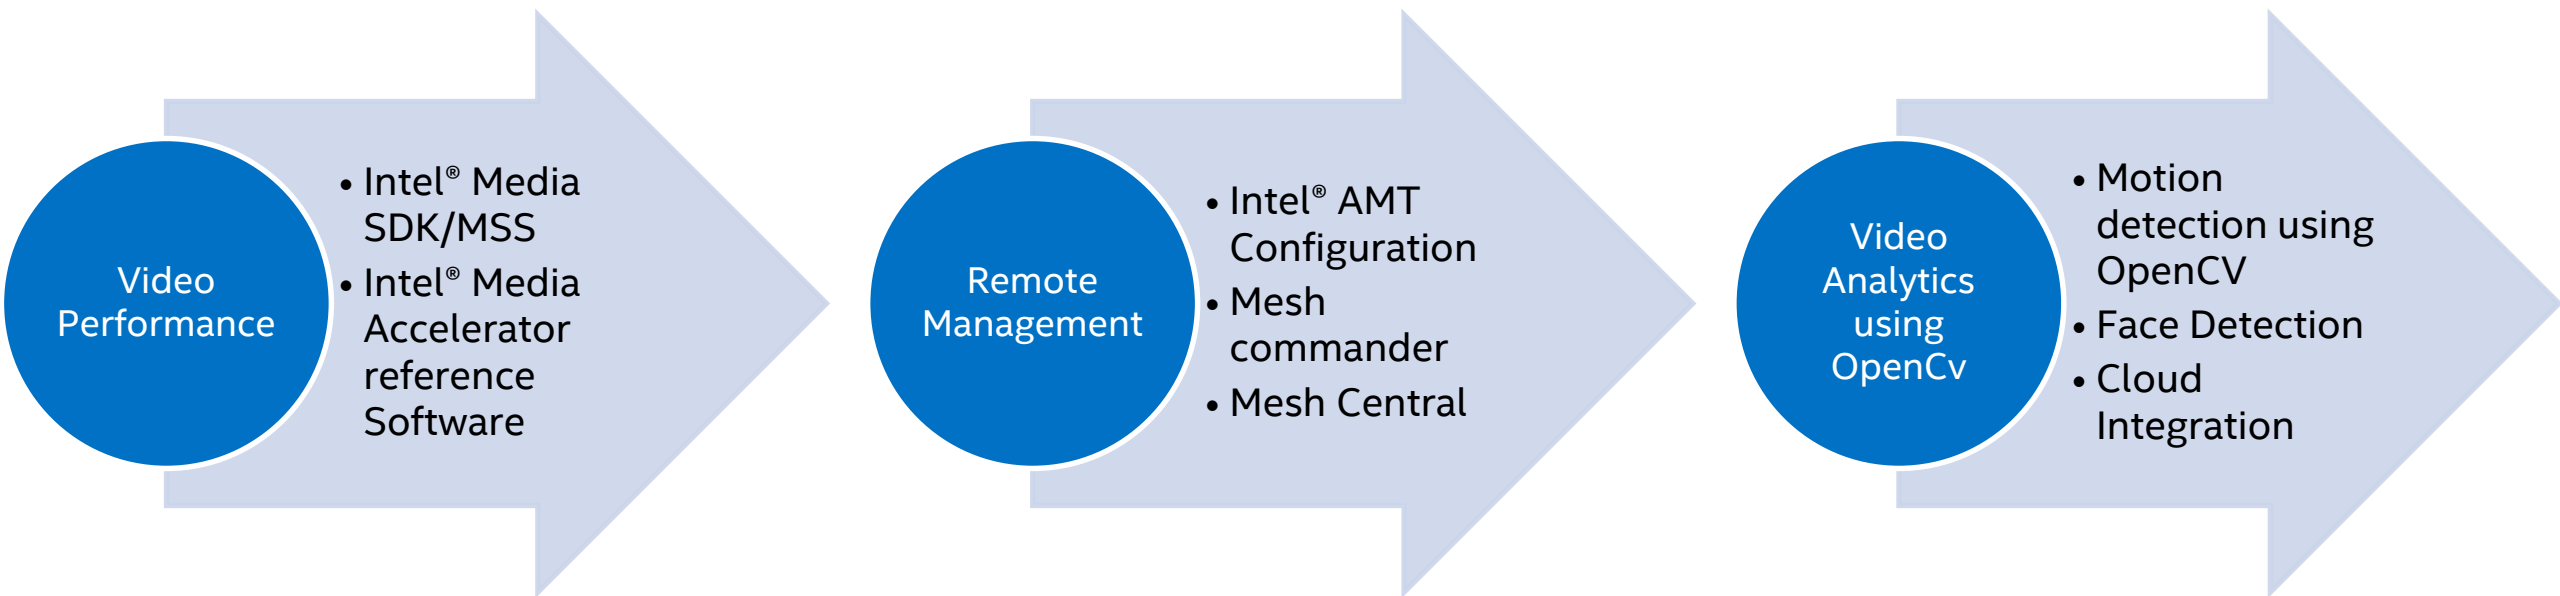 Video
Performance
• Intel® Media
SDK/MSS
• Intel® Media
Accelerator
reference
Software
Remote
Management
• Intel® AMT
Configuration
• Mesh
commander
• Mesh Central
Video
Analytics
using
OpenCv
• Motion
detection using
OpenCV
• Face Detection
• Cloud
Integration